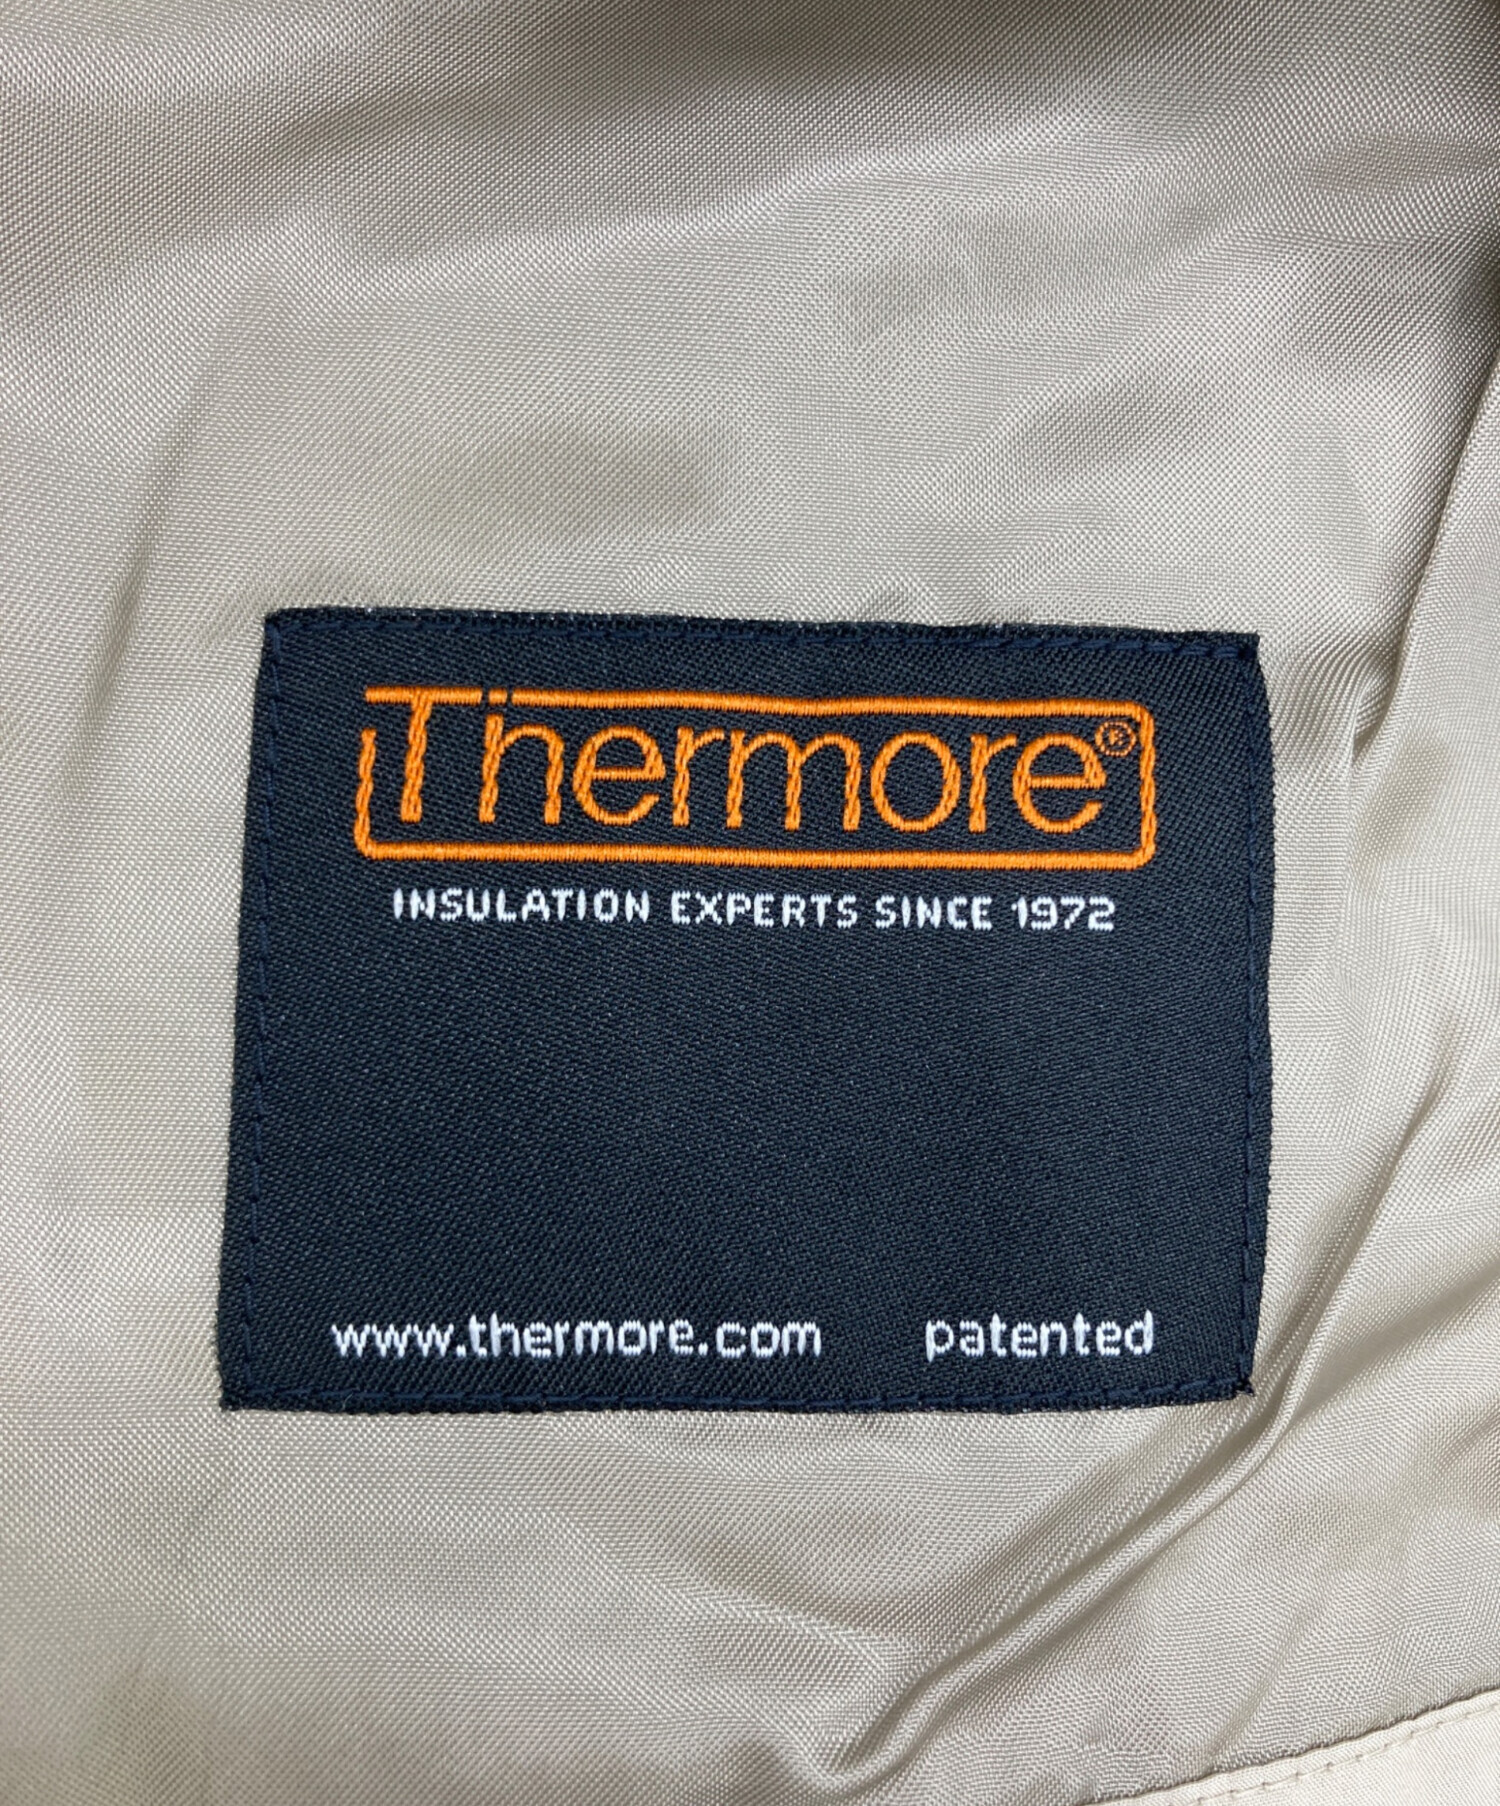 Thermore®
INSULATION EXPERTS SINCE 1972
www.thermore.com patented